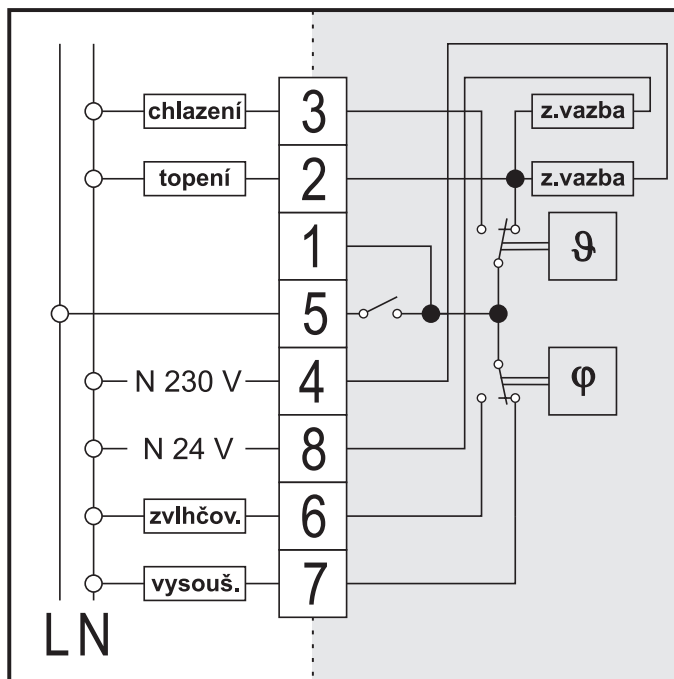 chlazení 3 z.vazba
topení 2 z.vazba
1 ϑ
5
N 230 V 4 φ
N 24 V 8
zvlhčov. 6
vysouš. 7
L N